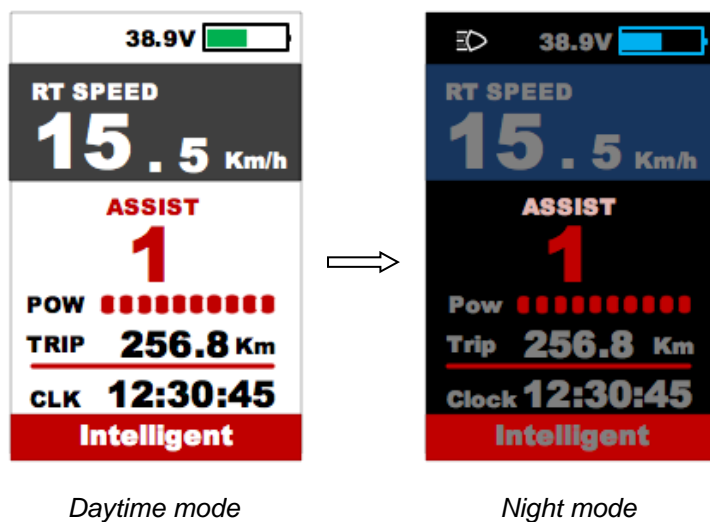 38.9V
RT SPEED
15.5 Km/h
ASSIST
1
POW
TRIP 256.8 Km
CLK 12:30:45
Intelligent
Daytime mode
38.9V
RT SPEED
15.5 Km/h
ASSIST
1
Pow
Trip 256.8 Km
Clock 12:30:45
Intelligent
Night mode